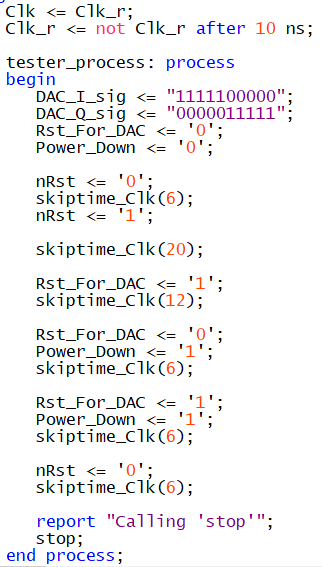 Clk <= Clk_r;
Clk_r <= not Clk_r after 10 ns;
tester_process: process
begin
DAC_I_sig <= "1111100000";
DAC_Q_sig <= "0000011111";
Rst_For_DAC <= '0';
Power_Down <= '0';
nRst <= '0';
skiptime_Clk(6);
nRst <= '1';
skiptime_Clk(20);
Rst_For_DAC <= '1';
skiptime_Clk(12);
Rst_For_DAC <= '0';
Power_Down <= '1';
skiptime_Clk(6);
Rst_For_DAC <= '1';
Power_Down <= '1';
skiptime_Clk(6);
nRst <= '0';
skiptime_Clk(6);
report "Calling 'stop'";
stop;
end process;